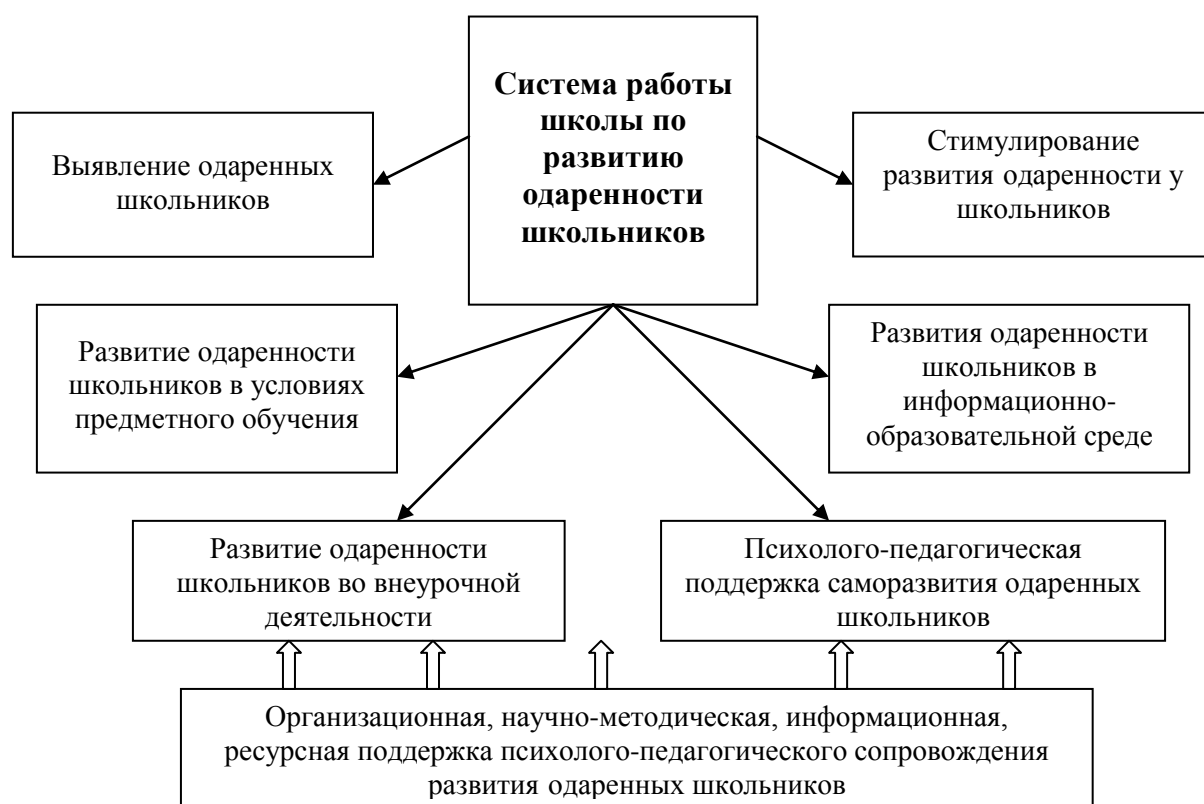 Система работы
школы по
развитию
одаренности
школьников
Выявление одаренных
школьников
Стимулирование
развития одаренности у
школьников
Развитие одаренности
школьников в условиях
предметного обучения
Развития одаренности
школьников в
информационно-
образовательной среде
Развитие одаренности
школьников во внеурочной
деятельности
Психолого-педагогическая
поддержка саморазвития одаренных
школьников
Организационная, научно-методическая, информационная,
ресурсная поддержка психолого-педагогического сопровождения
развития одаренных школьников